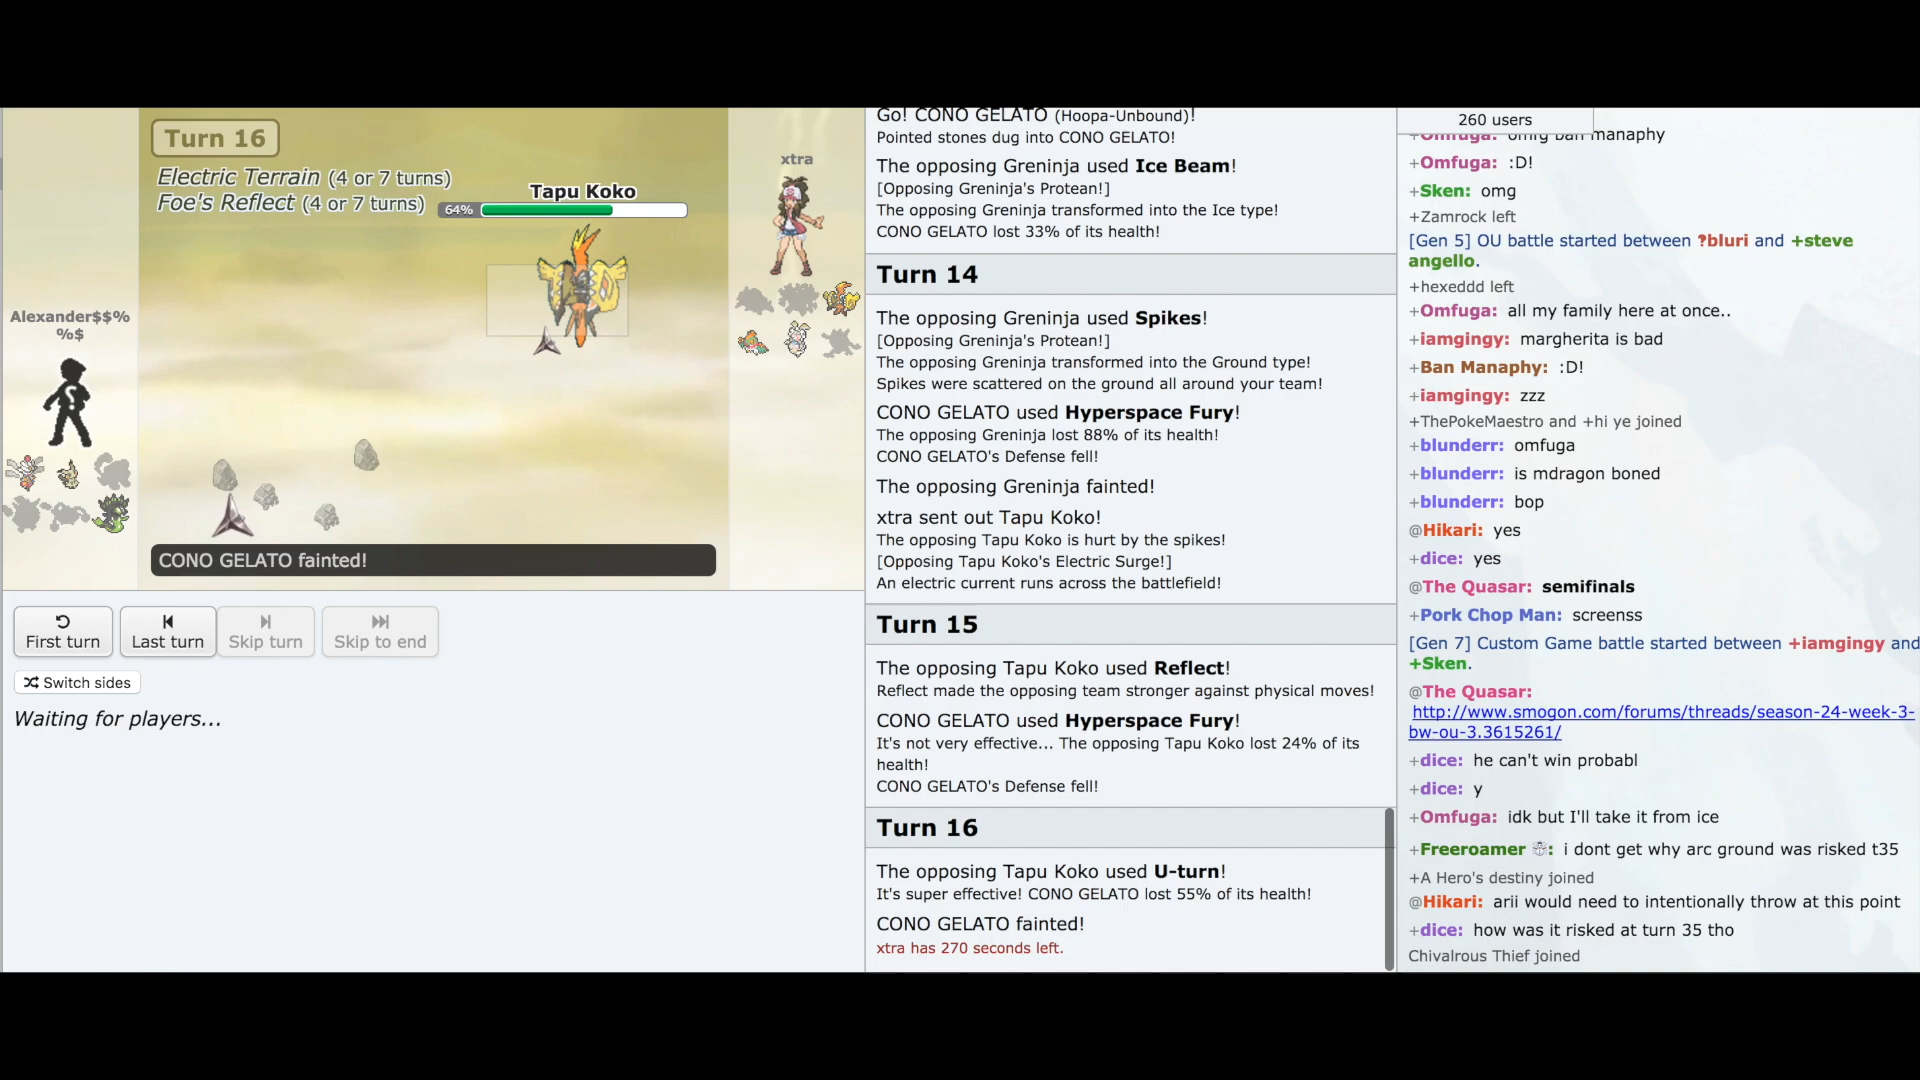 Turn 16
Electric Terrain (4 or 7 turns)
Foe's Reflect (4 or 7 turns)
Tapu Koko
64%
xtra
Alexander$$%
%$
CONO GELATO fainted!
First turn
Last turn
Skip turn
Skip to end
Switch sides
Waiting for players...
Go! CONO GELATO (Hoopa-Unbound)!
Pointed stones dug into CONO GELATO!
The opposing Greninja used Ice Beam!
[Opposing Greninja's Protean!]
The opposing Greninja transformed into the Ice type!
CONO GELATO lost 33% of its health!
Turn 14
The opposing Greninja used Spikes!
[Opposing Greninja's Protean!]
The opposing Greninja transformed into the Ground type!
Spikes were scattered on the ground all around your team!
CONO GELATO used Hyperspace Fury!
The opposing Greninja lost 88% of its health!
CONO GELATO's Defense fell!
The opposing Greninja fainted!
xtra sent out Tapu Koko!
The opposing Tapu Koko is hurt by the spikes!
[Opposing Tapu Koko's Electric Surge!]
An electric current runs across the battlefield!
Turn 15
The opposing Tapu Koko used Reflect!
Reflect made the opposing team stronger against physical moves!
CONO GELATO used Hyperspace Fury!
It's not very effective... The opposing Tapu Koko lost 24% of its
health!
CONO GELATO's Defense fell!
Turn 16
The opposing Tapu Koko used U-turn!
It's super effective! CONO GELATO lost 55% of its health!
CONO GELATO fainted!
xtra has 270 seconds left.
260 users
+Omfuga: omfg ban manaphy
+Omfuga: :D!
+Sken: omg
+Zamrock left
[Gen 5] OU battle started between ?bluri and +steve
angello.
+hexeddd left
+Omfuga: all my family here at once..
+iamgingy: margherita is bad
+Ban Manaphy: :D!
+iamgingy: zzz
+ThePokeMaestro and +hi ye joined
+blunderr: omfuga
+blunderr: is mdragon boned
+blunderr: bop
@Hikari: yes
+dice: yes
@The Quasar: semifinals
+Pork Chop Man: screenss
[Gen 7] Custom Game battle started between +iamgingy and
+Sken.
@The Quasar:
http://www.smogon.com/forums/threads/season-24-week-3-
bw-ou-3.3615261/
+dice: he can't win probabl
+dice: y
+Omfuga: idk but I'll take it from ice
+Freeroamer ☃: i dont get why arc ground was risked t35
+A Hero's destiny joined
@Hikari: arii would need to intentionally throw at this point
+dice: how was it risked at turn 35 tho
Chivalrous Thief joined